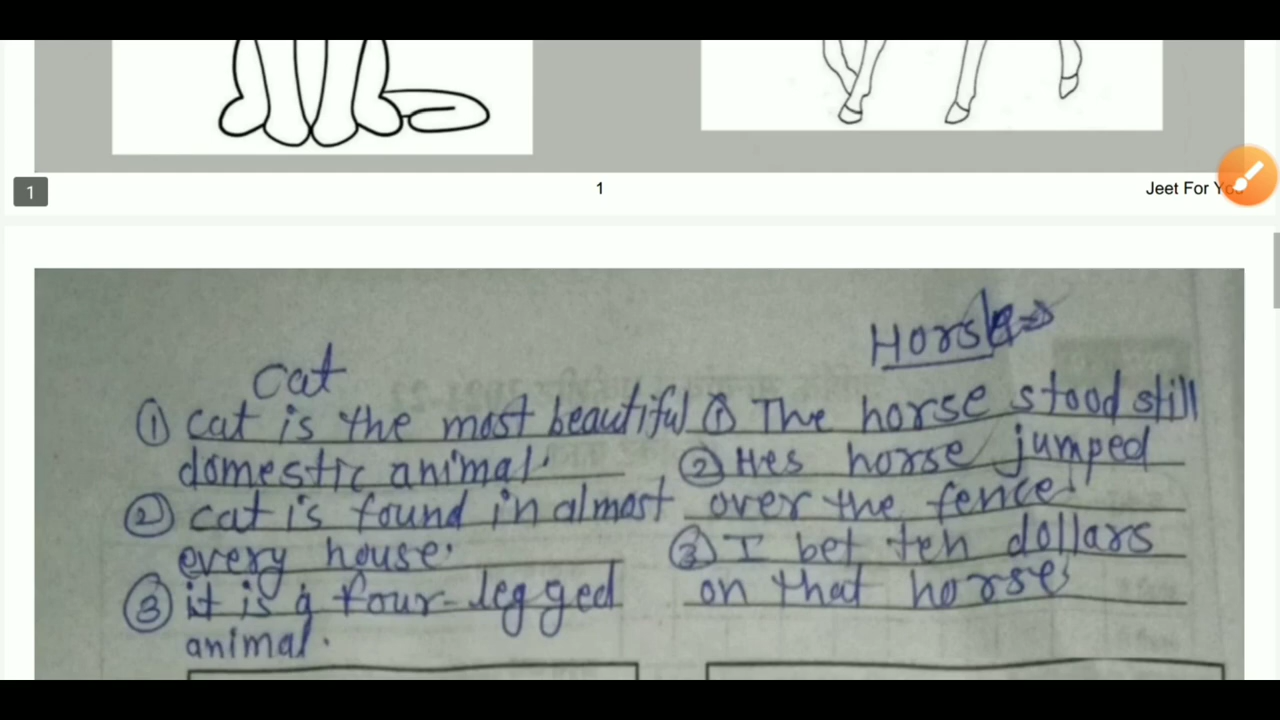 1
1
Jeet For You
Cat
Horse
① cat is the most beautiful
domestic animal.
② cat is found in almost
every house.
③ it is a four-legged
animal.
① The horse stood still
② Hes horse jumped
over the fence.
③ I bet ten dollars
on that horse